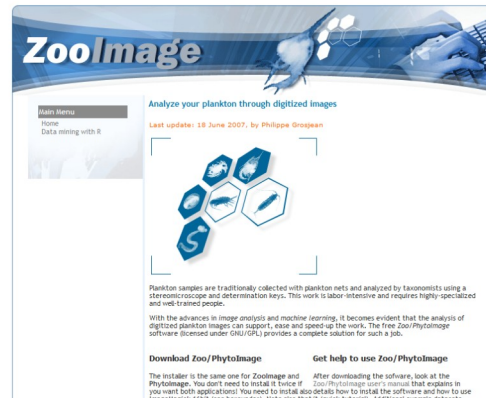 ZooImage
Main Menu
Home
Data mining with R
Analyze your plankton through digitized images
Last update: 18 June 2007, by Philippe Grosjean
Plankton samples are traditionally collected with plankton nets and analyzed by taxonomists using a
stereomicroscope and determination keys. This work is labor-intensive and requires highly-specialized
and well-trained people.
With the advances in image analysis and machine learning, it becomes evident that the analysis of
digitized plankton images can support, ease and speed-up the work. The free Zoo/PhytoImage
software (licensed under GNU/GPL) provides a complete solution for such a job.
Download Zoo/PhytoImage
The installer is the same for ZooImage and
PhytoImage. You don't need to install it twice if
you want both applications! You need to install also
Get help to use Zoo/PhytoImage
After downloading the sofware, look at the
Zoo/PhytoImage user's manual that explains in
details how to install the software and how to use